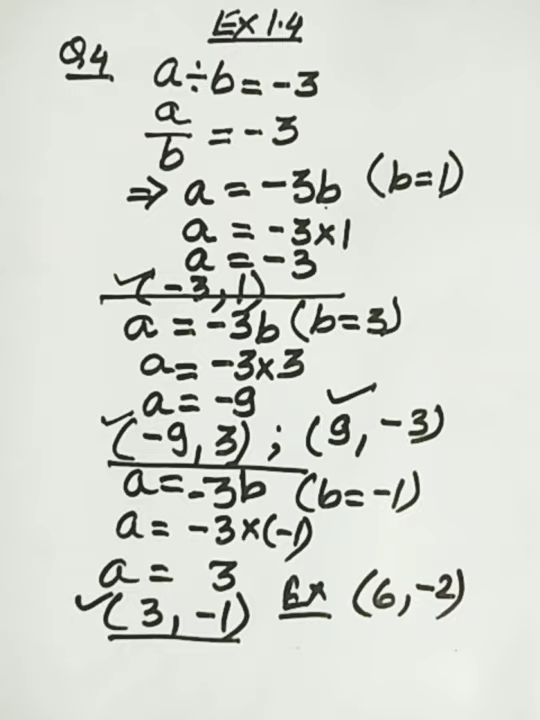 Ex 1.4
Q4 a÷b = -3
a/b = -3
⇒ a = -3b (b=1)
a = -3×1
a = -3
✓(-3, 1)
a = -3b (b=3)
a = -3×3
a = -9
✓(-9, 3) ; (9, -3) ✓
a = -3b (b=-1)
a = -3×(-1)
a = 3
✓(3, -1) Ex (6, -2)